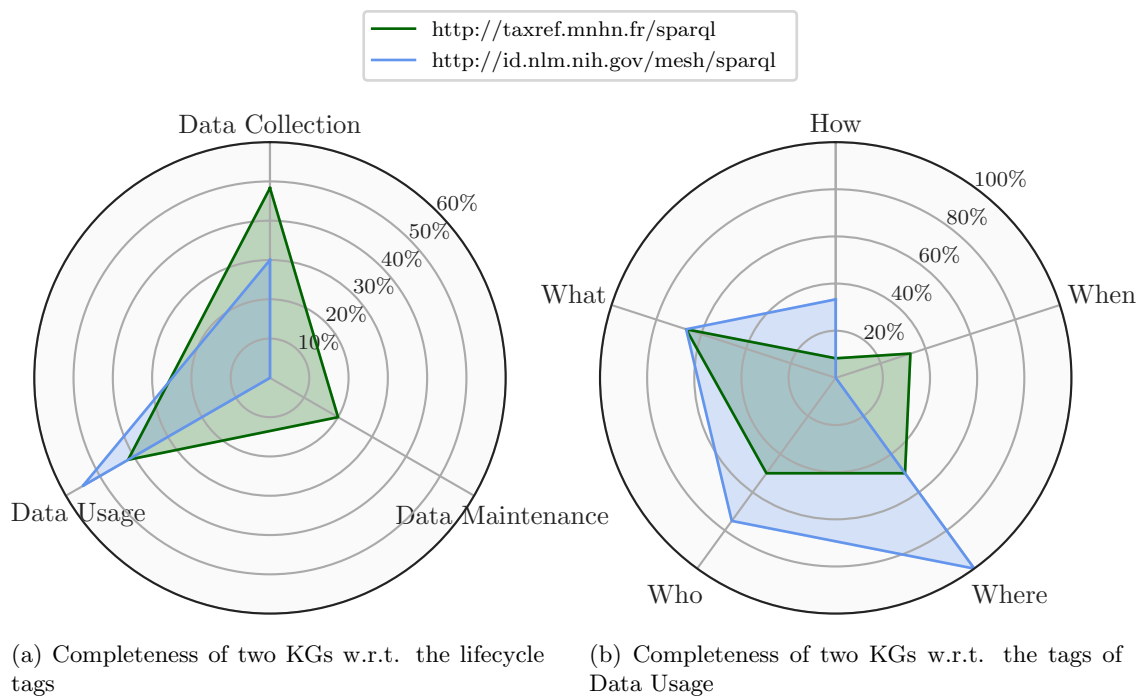 http://taxref.mnhn.fr/sparql
http://id.nlm.nih.gov/mesh/sparql
Data Collection
60%
50%
40%
30%
20%
10%
Data Usage
Data Maintenance
How
100%
80%
60%
40%
20%
What
When
Who
Where
(a) Completeness of two KGs w.r.t. the lifecycle
tags
(b) Completeness of two KGs w.r.t. the tags of
Data Usage